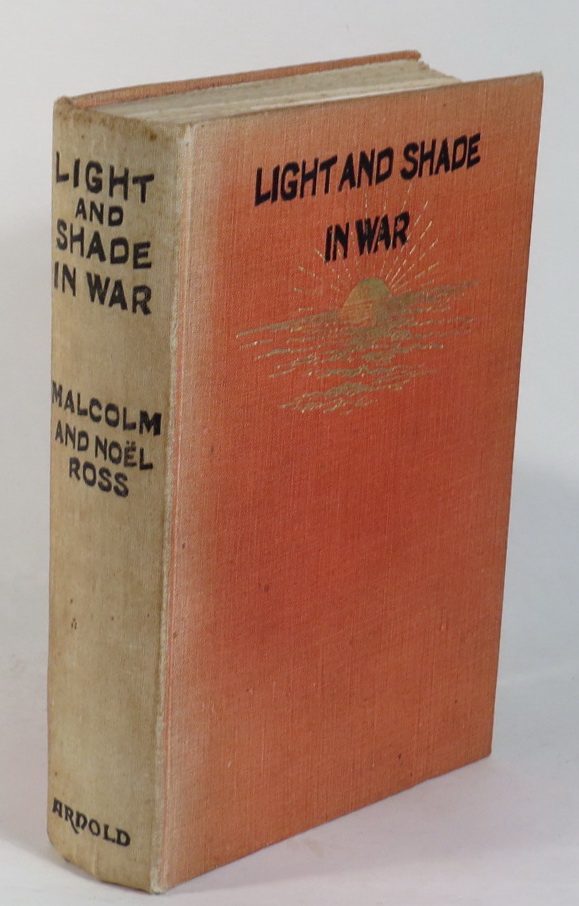 LIGHT
AND
SHADE
IN WAR
MALCOLM
AND NOËL
ROSS
ARNOLD
LIGHT AND SHADE
IN WAR